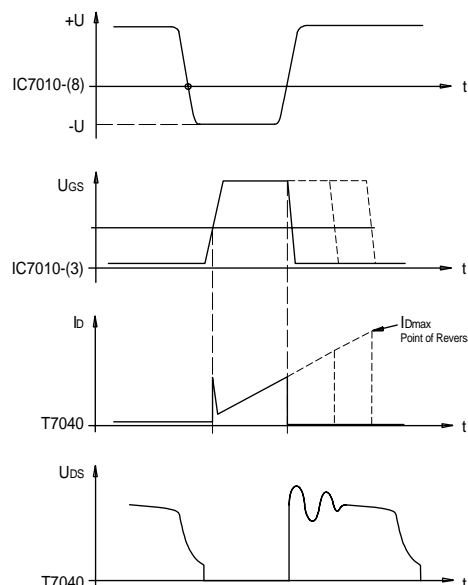 +U
IC7010-(8)
t
-U
UGS
IC7010-(3)
t
ID
IDmax
Point of Revers
T7040
t
UDS
T7040
t